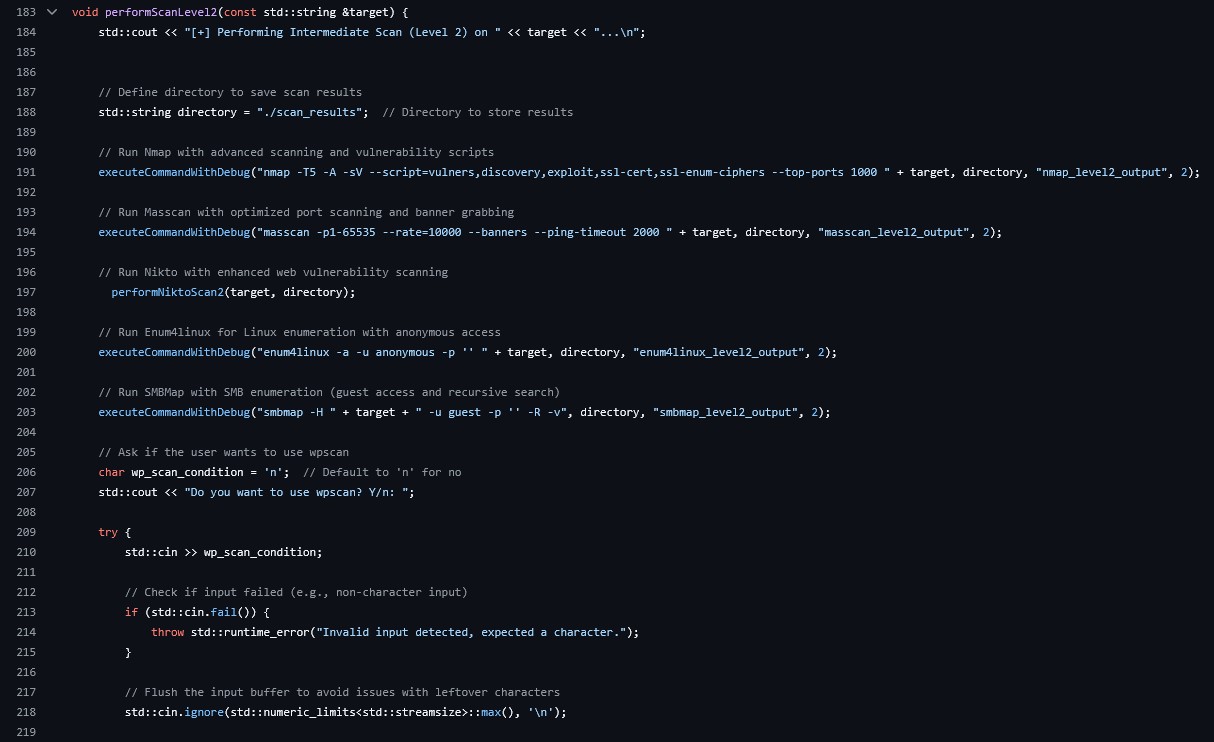 183 void performScanLevel2(const std::string &target) {
184     std::cout << "[+] Performing Intermediate Scan (Level 2) on " << target << "...\n";
185
186
187     // Define directory to save scan results
188     std::string directory = "./scan_results";  // Directory to store results
189
190     // Run Nmap with advanced scanning and vulnerability scripts
191     executeCommandWithDebug("nmap -T5 -A -sV --script=vulners,discovery,exploit,ssl-cert,ssl-enum-ciphers --top-ports 1000 " + target, directory, "nmap_level2_output", 2);
192
193     // Run Masscan with optimized port scanning and banner grabbing
194     executeCommandWithDebug("masscan -p1-65535 --rate=10000 --banners --ping-timeout 2000 " + target, directory, "masscan_level2_output", 2);
195
196     // Run Nikto with enhanced web vulnerability scanning
197       performNiktoScan2(target, directory);
198
199     // Run Enum4linux for Linux enumeration with anonymous access
200     executeCommandWithDebug("enum4linux -a -u anonymous -p '' " + target, directory, "enum4linux_level2_output", 2);
201
202     // Run SMBMap with SMB enumeration (guest access and recursive search)
203     executeCommandWithDebug("smbmap -H " + target + " -u guest -p '' -R -v", directory, "smbmap_level2_output", 2);
204
205     // Ask if the user wants to use wpscan
206     char wp_scan_condition = 'n';  // Default to 'n' for no
207     std::cout << "Do you want to use wpscan? Y/n: ";
208
209     try {
210         std::cin >> wp_scan_condition;
211
212         // Check if input failed (e.g., non-character input)
213         if (std::cin.fail()) {
214             throw std::runtime_error("Invalid input detected, expected a character.");
215         }
216
217         // Flush the input buffer to avoid issues with leftover characters
218         std::cin.ignore(std::numeric_limits<std::streamsize>::max(), '\n');
219